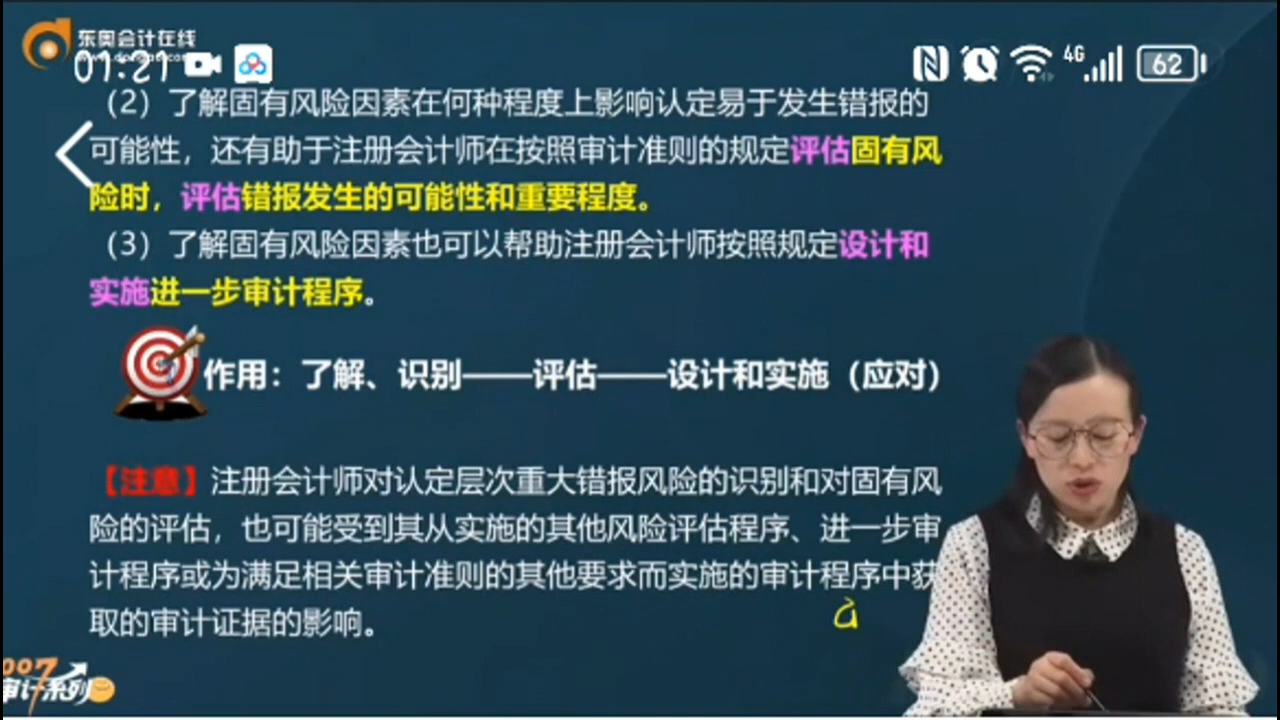 东奥会计在线
01:21
4G
62
（2）了解固有风险因素在何种程度上影响认定易于发生错报的
可能性，还有助于注册会计师在按照审计准则的规定评估固有风
险时，评估错报发生的可能性和重要程度。
（3）了解固有风险因素也可以帮助注册会计师按照规定设计和
实施进一步审计程序。
作用：了解、识别——评估——设计和实施（应对）
【注意】注册会计师对认定层次重大错报风险的识别和对固有风
险的评估，也可能受到其从实施的其他风险评估程序、进一步审
计程序或为满足相关审计准则的其他要求而实施的审计程序中获
取的审计证据的影响。
a
007
审计系列